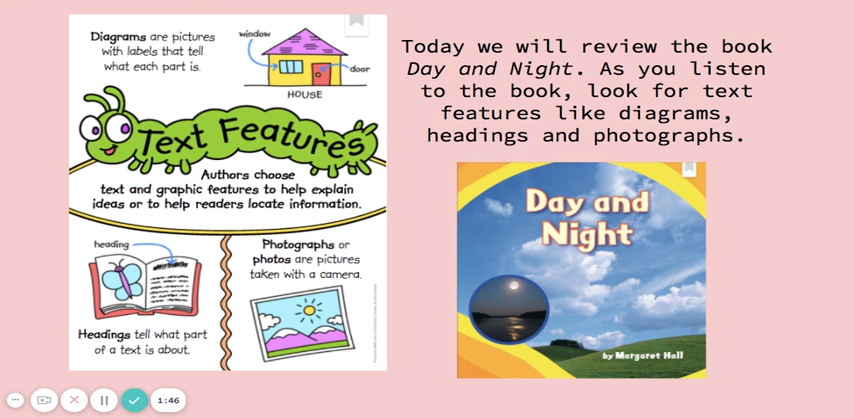 Diagrams are pictures
with labels that tell
what each part is.
window
door
HOUSE
Text Features
Authors choose
text and graphic features to help explain
ideas or to help readers locate information.
heading
Headings tell what part
of a text is about.
Photographs or
photos are pictures
taken with a camera.
Today we will review the book
Day and Night. As you listen
to the book, look for text
features like diagrams,
headings and photographs.
Day and
Night
by Margaret Hall
1:46